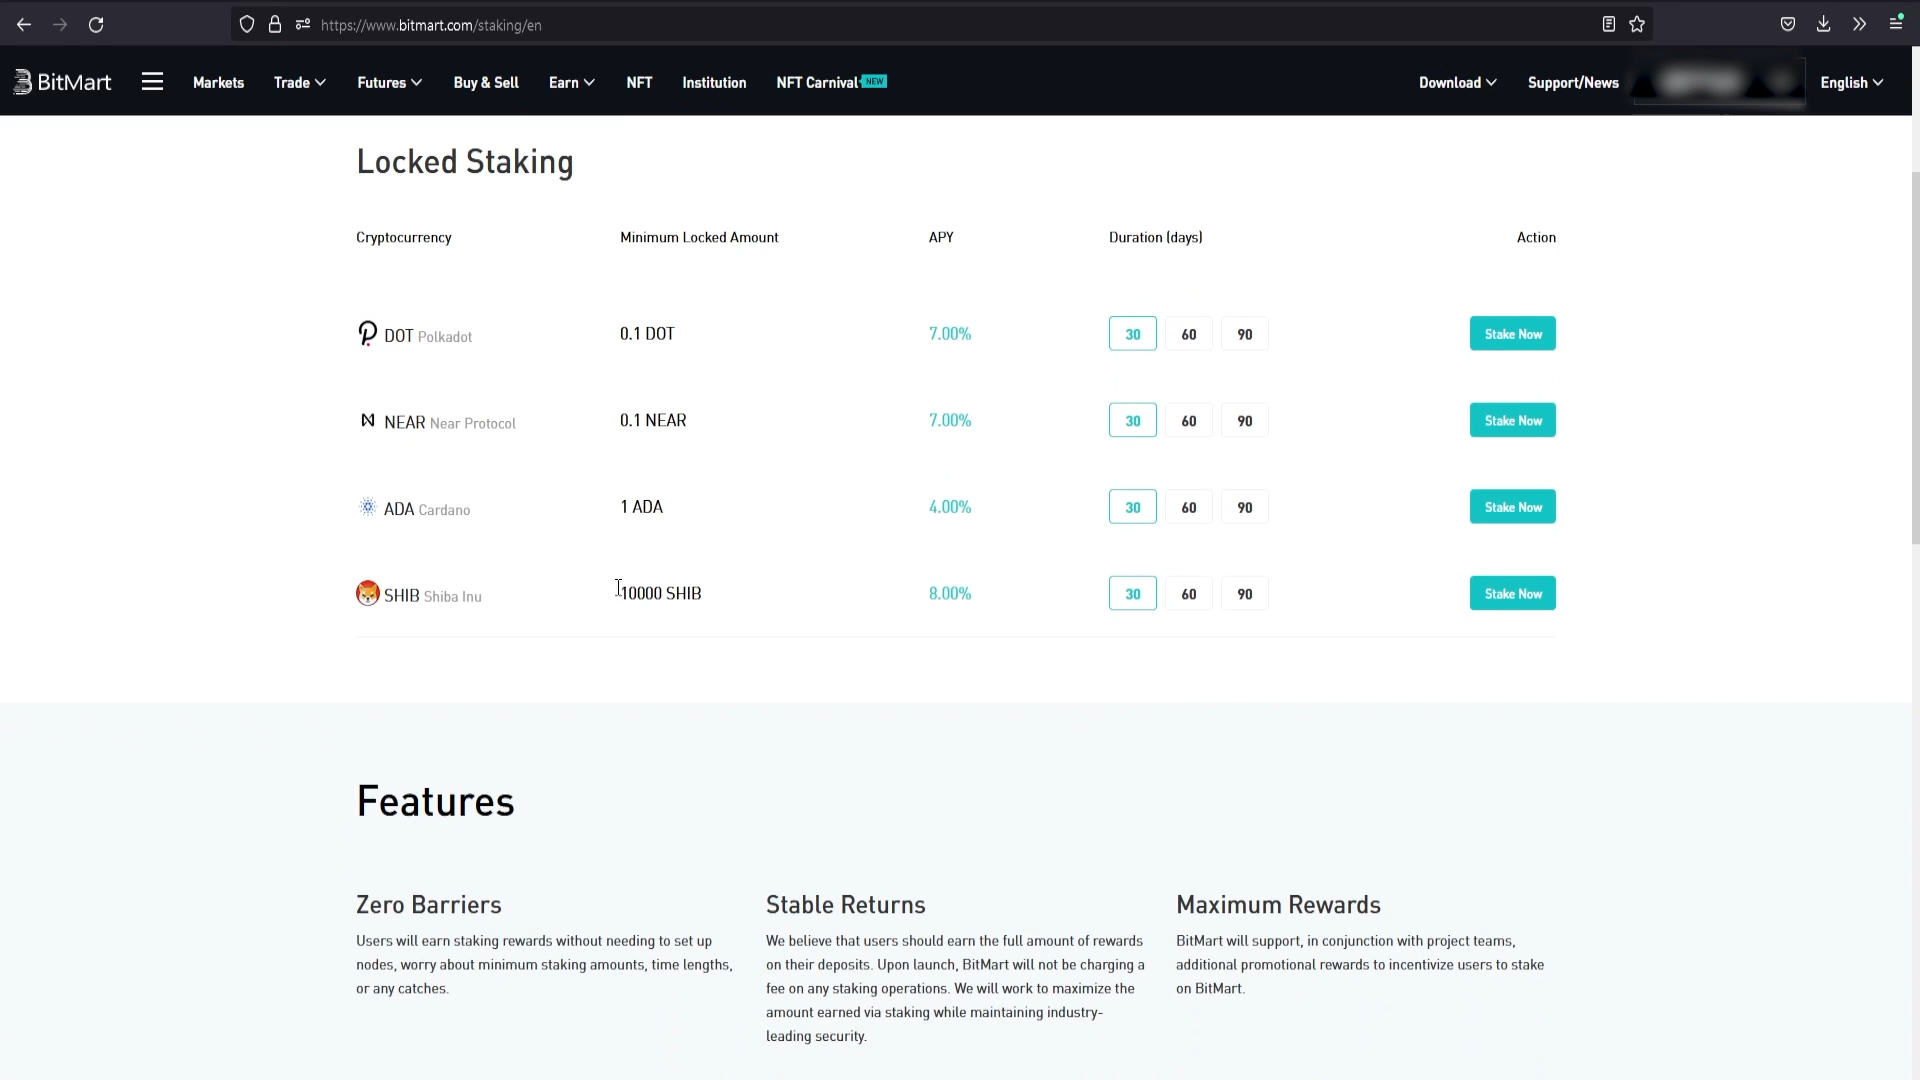 https://www.bitmart.com/staking/en
BitMart Markets Trade Futures Buy & Sell Earn NFT Institution NFT Carnival NEW Download Support/News English
Locked Staking
Cryptocurrency Minimum Locked Amount APY Duration (days) Action
DOT Polkadot 0.1 DOT 7.00% 30 60 90 Stake Now
NEAR Near Protocol 0.1 NEAR 7.00% 30 60 90 Stake Now
ADA Cardano 1 ADA 4.00% 30 60 90 Stake Now
SHIB Shiba Inu 10000 SHIB 8.00% 30 60 90 Stake Now
Features
Zero Barriers
Users will earn staking rewards without needing to set up
nodes, worry about minimum staking amounts, time lengths,
or any catches.
Stable Returns
We believe that users should earn the full amount of rewards
on their deposits. Upon launch, BitMart will not be charging a
fee on any staking operations. We will work to maximize the
amount earned via staking while maintaining industry-
leading security.
Maximum Rewards
BitMart will support, in conjunction with project teams,
additional promotional rewards to incentivize users to stake
on BitMart.